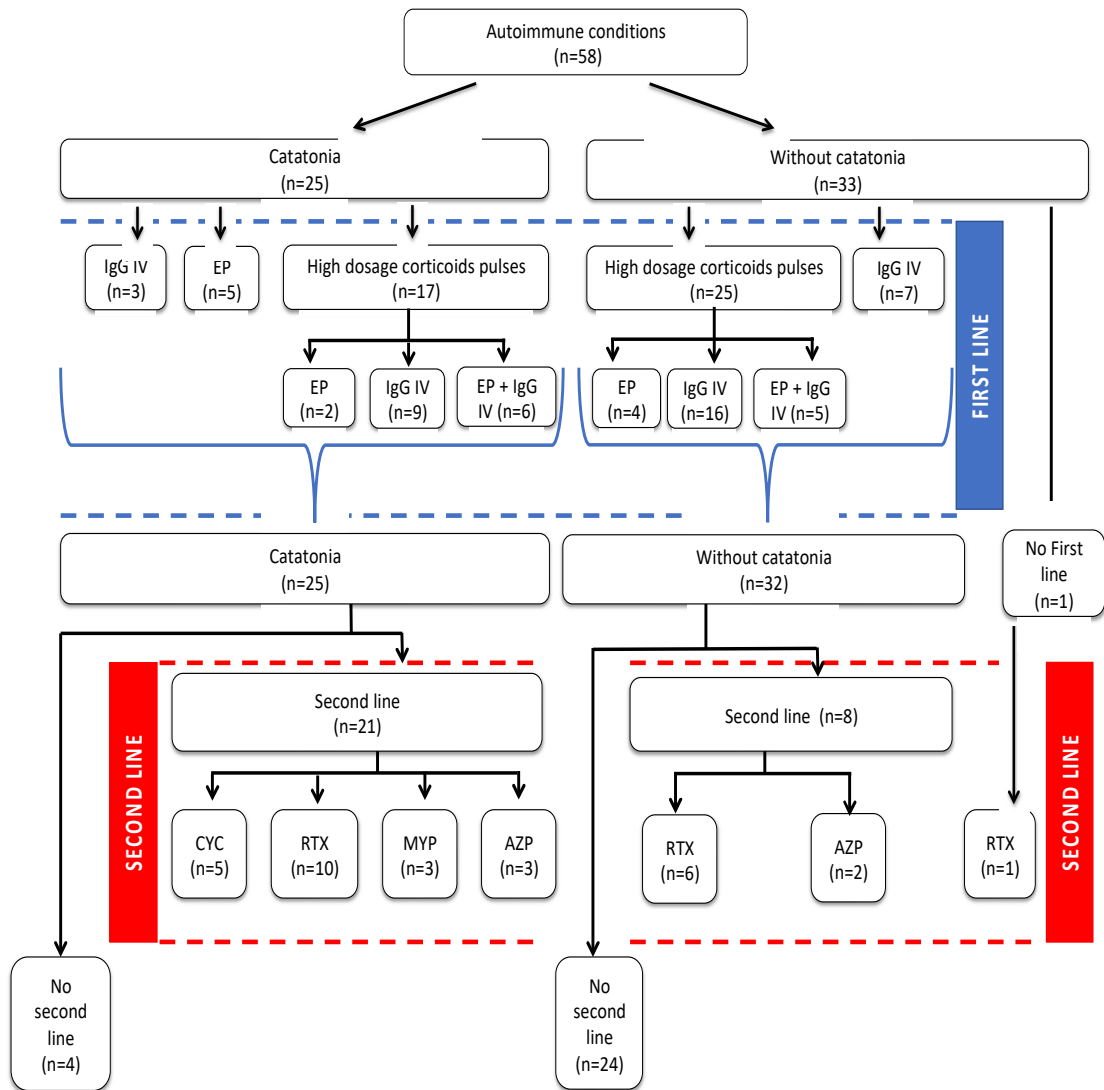 Autoimmune conditions
(n=58)
Catatonia
(n=25)
Without catatonia
(n=33)
IgG IV
(n=3)
EP
(n=5)
High dosage corticoids pulses
(n=17)
High dosage corticoids pulses
(n=25)
IgG IV
(n=7)
EP
(n=2)
IgG IV
(n=9)
EP + IgG
IV (n=6)
EP
(n=4)
IgG IV
(n=16)
EP + IgG
IV (n=5)
FIRST LINE
Catatonia
(n=25)
Without catatonia
(n=32)
No First
line
(n=1)
SECOND LINE
Second line
(n=21)
Second line (n=8)
SECOND LINE
CYC
(n=5)
RTX
(n=10)
MYP
(n=3)
AZP
(n=3)
RTX
(n=6)
AZP
(n=2)
RTX
(n=1)
No
second
line
(n=4)
No
second
line
(n=24)